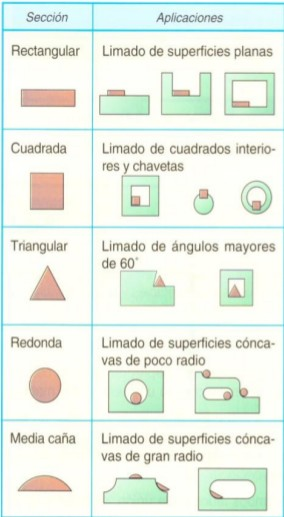 Sección
Aplicaciones
Rectangular
Limado de superficies planas
Cuadrada
Limado de cuadrados interio-
res y chavetas
Triangular
Limado de ángulos mayores
de 60°
Redonda
Limado de superficies cónca-
vas de poco radio
Media caña
Limado de superficies cónca-
vas de gran radio